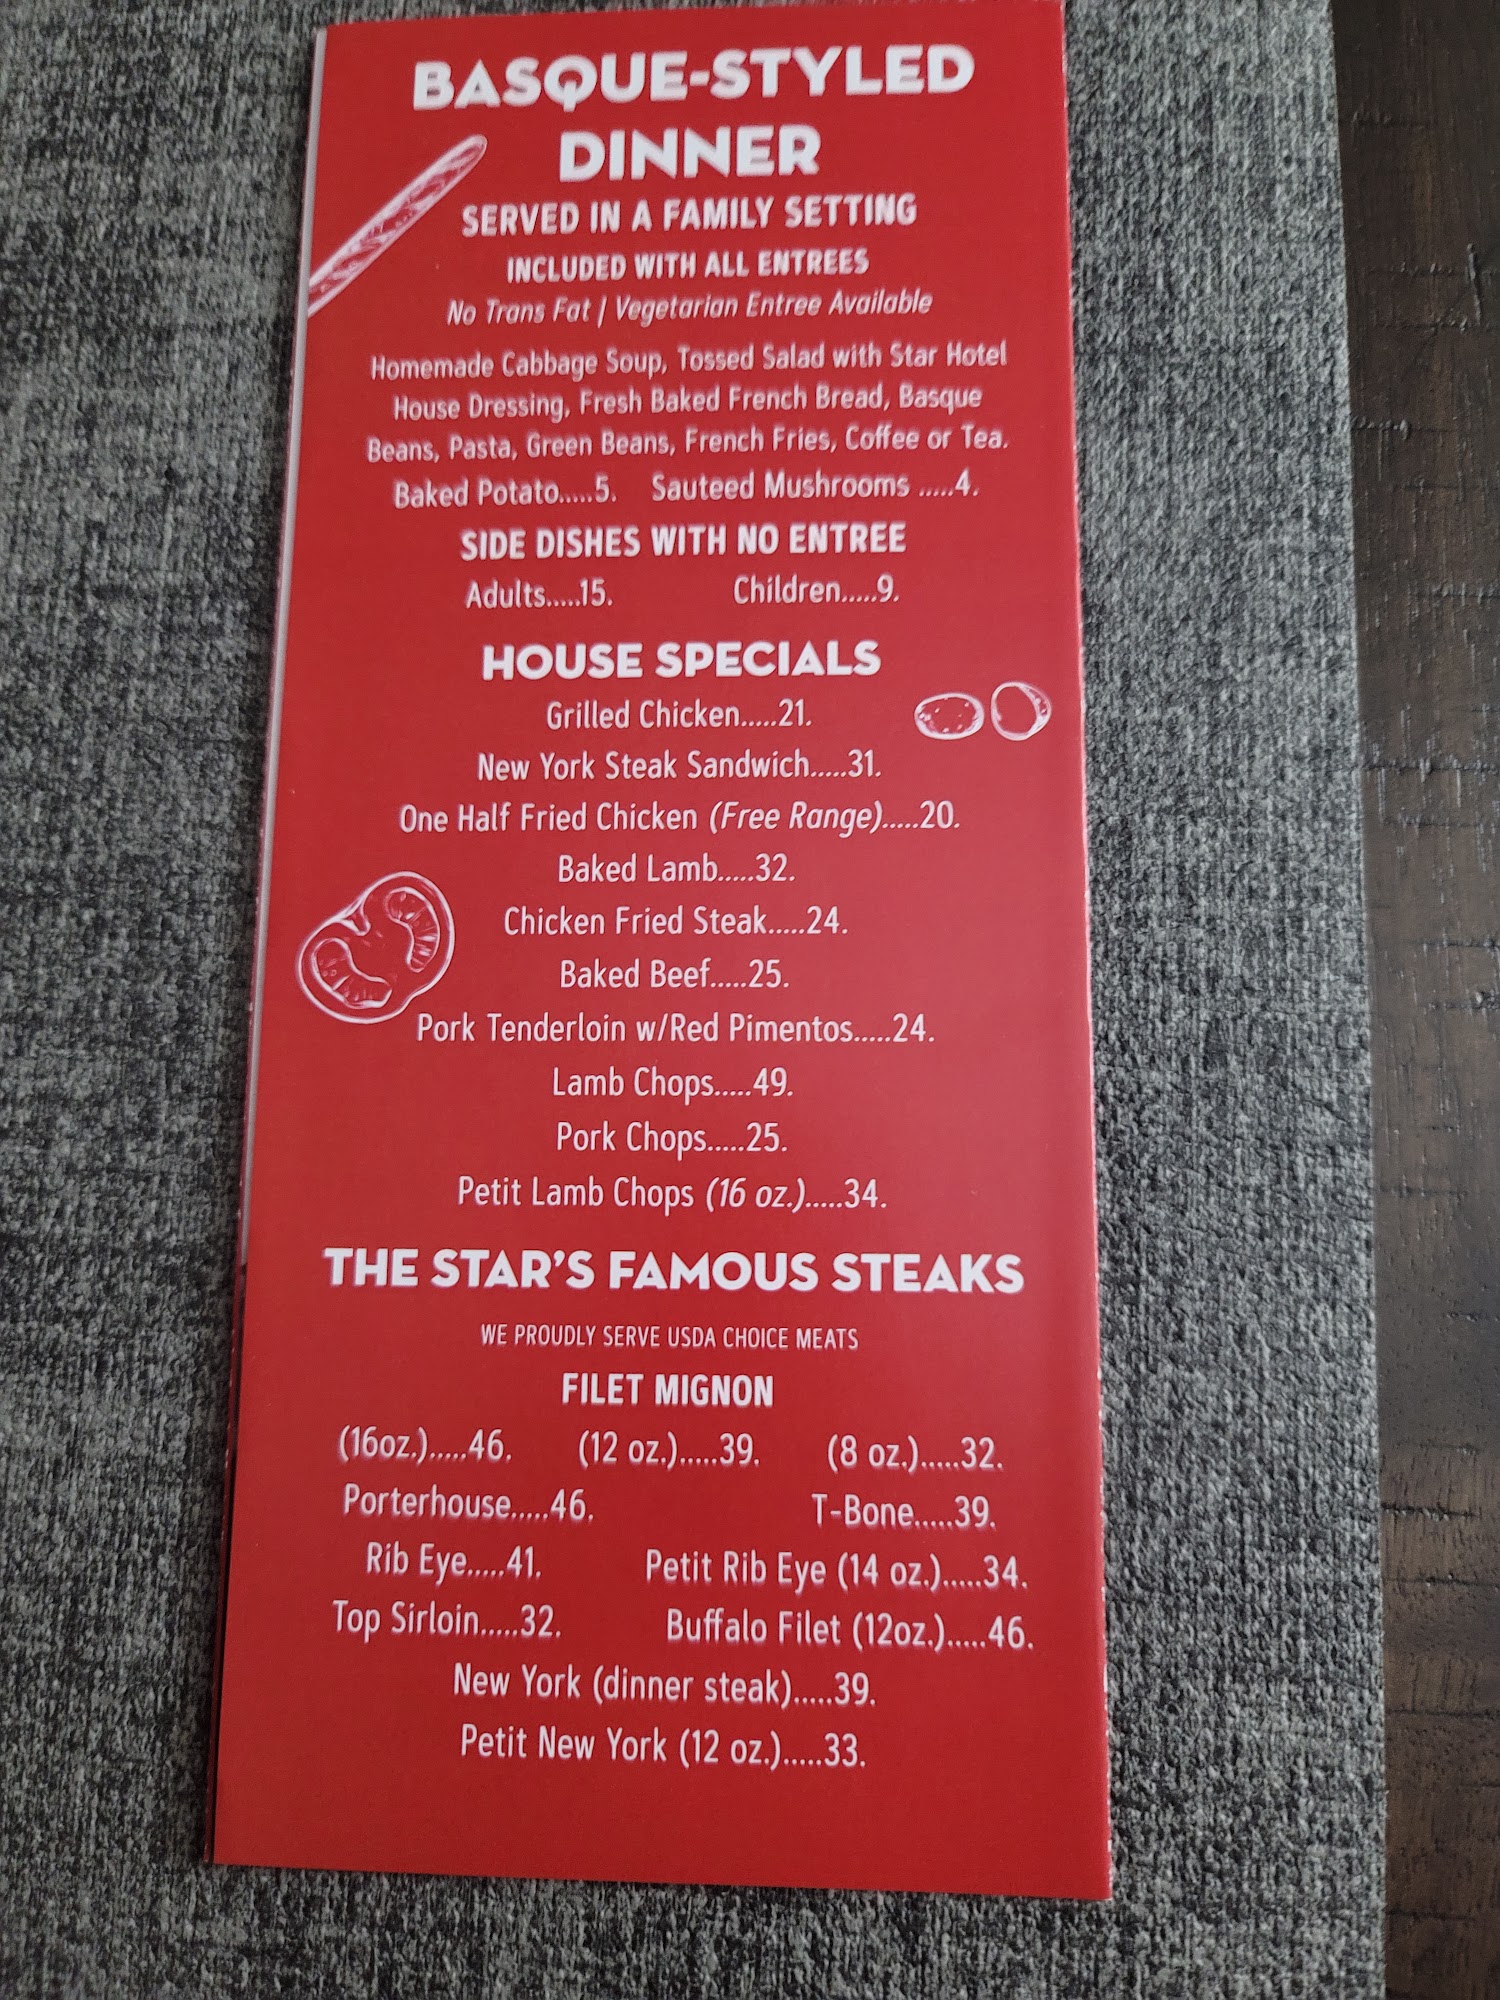 BASQUE-STYLED
DINNER
SERVED IN A FAMILY SETTING
INCLUDED WITH ALL ENTREES
No Trans Fat | Vegetarian Entree Available
Homemade Cabbage Soup, Tossed Salad with Star Hotel
House Dressing, Fresh Baked French Bread, Basque
Beans, Pasta, Green Beans, French Fries, Coffee or Tea.
Baked Potato.....5. Sauteed Mushrooms .....4.
SIDE DISHES WITH NO ENTREE
Adults.....15. Children.....9.
HOUSE SPECIALS
Grilled Chicken.....21.
New York Steak Sandwich.....31.
One Half Fried Chicken (Free Range).....20.
Baked Lamb.....32.
Chicken Fried Steak.....24.
Baked Beef.....25.
Pork Tenderloin w/Red Pimentos.....24.
Lamb Chops.....49.
Pork Chops.....25.
Petit Lamb Chops (16 oz.).....34.
THE STAR'S FAMOUS STEAKS
WE PROUDLY SERVE USDA CHOICE MEATS
FILET MIGNON
(16oz.).....46. (12 oz.).....39. (8 oz.).....32.
Porterhouse.....46. T-Bone.....39.
Rib Eye.....41. Petit Rib Eye (14 oz.).....34.
Top Sirloin.....32. Buffalo Filet (12oz.).....46.
New York (dinner steak).....39.
Petit New York (12 oz.).....33.